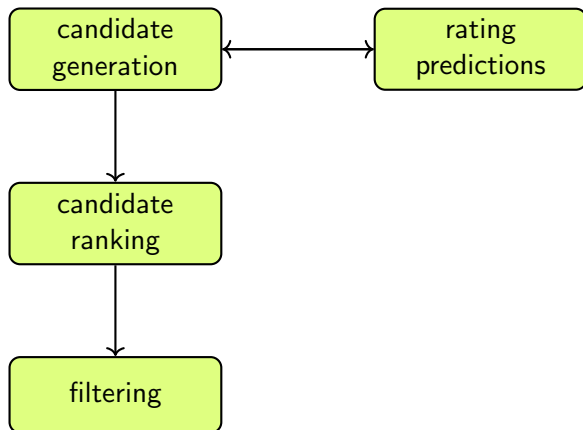 candidate
generation
rating
predictions
candidate
ranking
filtering